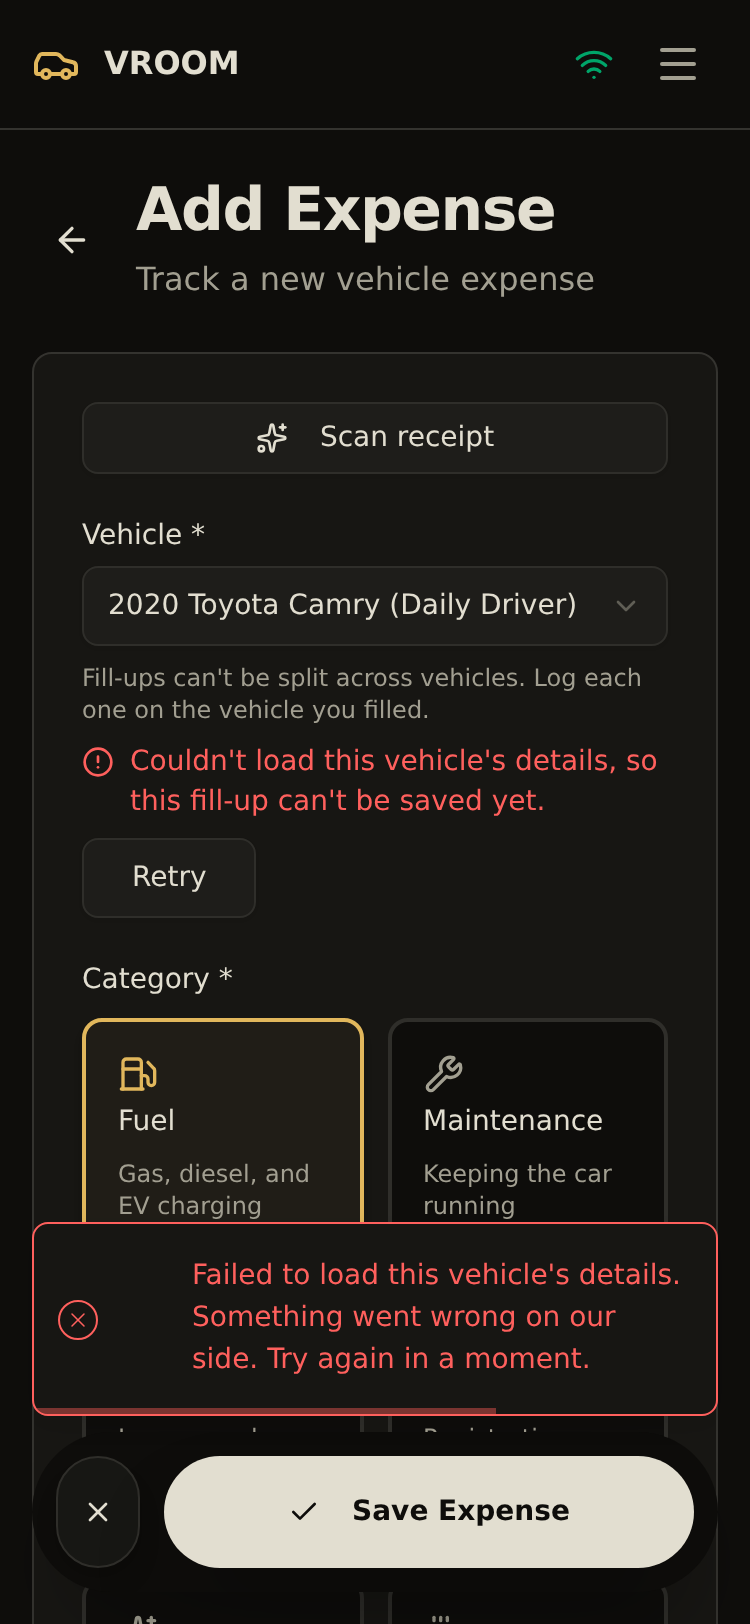 VROOM
Add Expense
Track a new vehicle expense
Scan receipt
Vehicle *
2020 Toyota Camry (Daily Driver)
Fill-ups can't be split across vehicles. Log each
one on the vehicle you filled.
Couldn't load this vehicle's details, so
this fill-up can't be saved yet.
Retry
Category *
Fuel
Maintenance
Gas, diesel, and
EV charging
Keeping the car
running
Failed to load this vehicle's details.
Something went wrong on our
side. Try again in a moment.
Save Expense